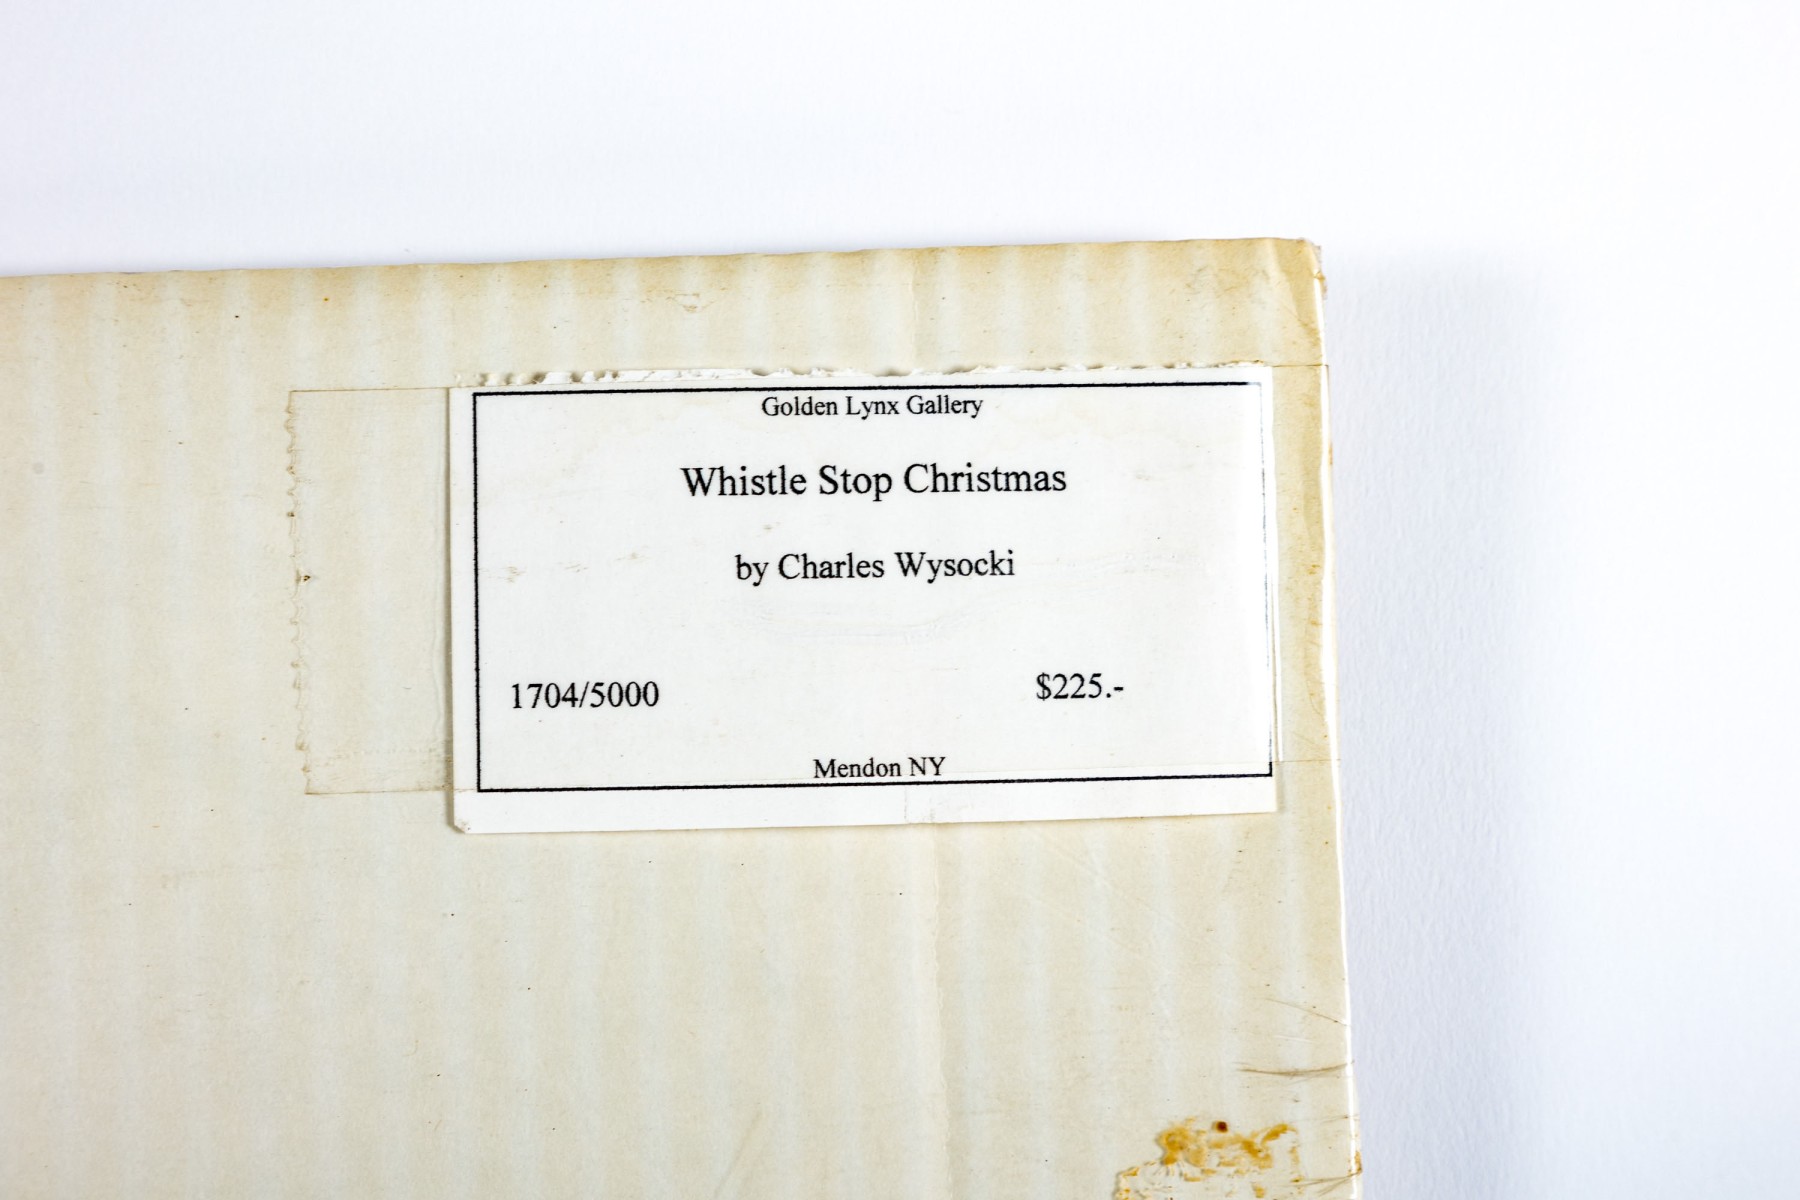 Golden Lynx Gallery
Whistle Stop Christmas
by Charles Wysocki
1704/5000 $225.-
Mendon NY